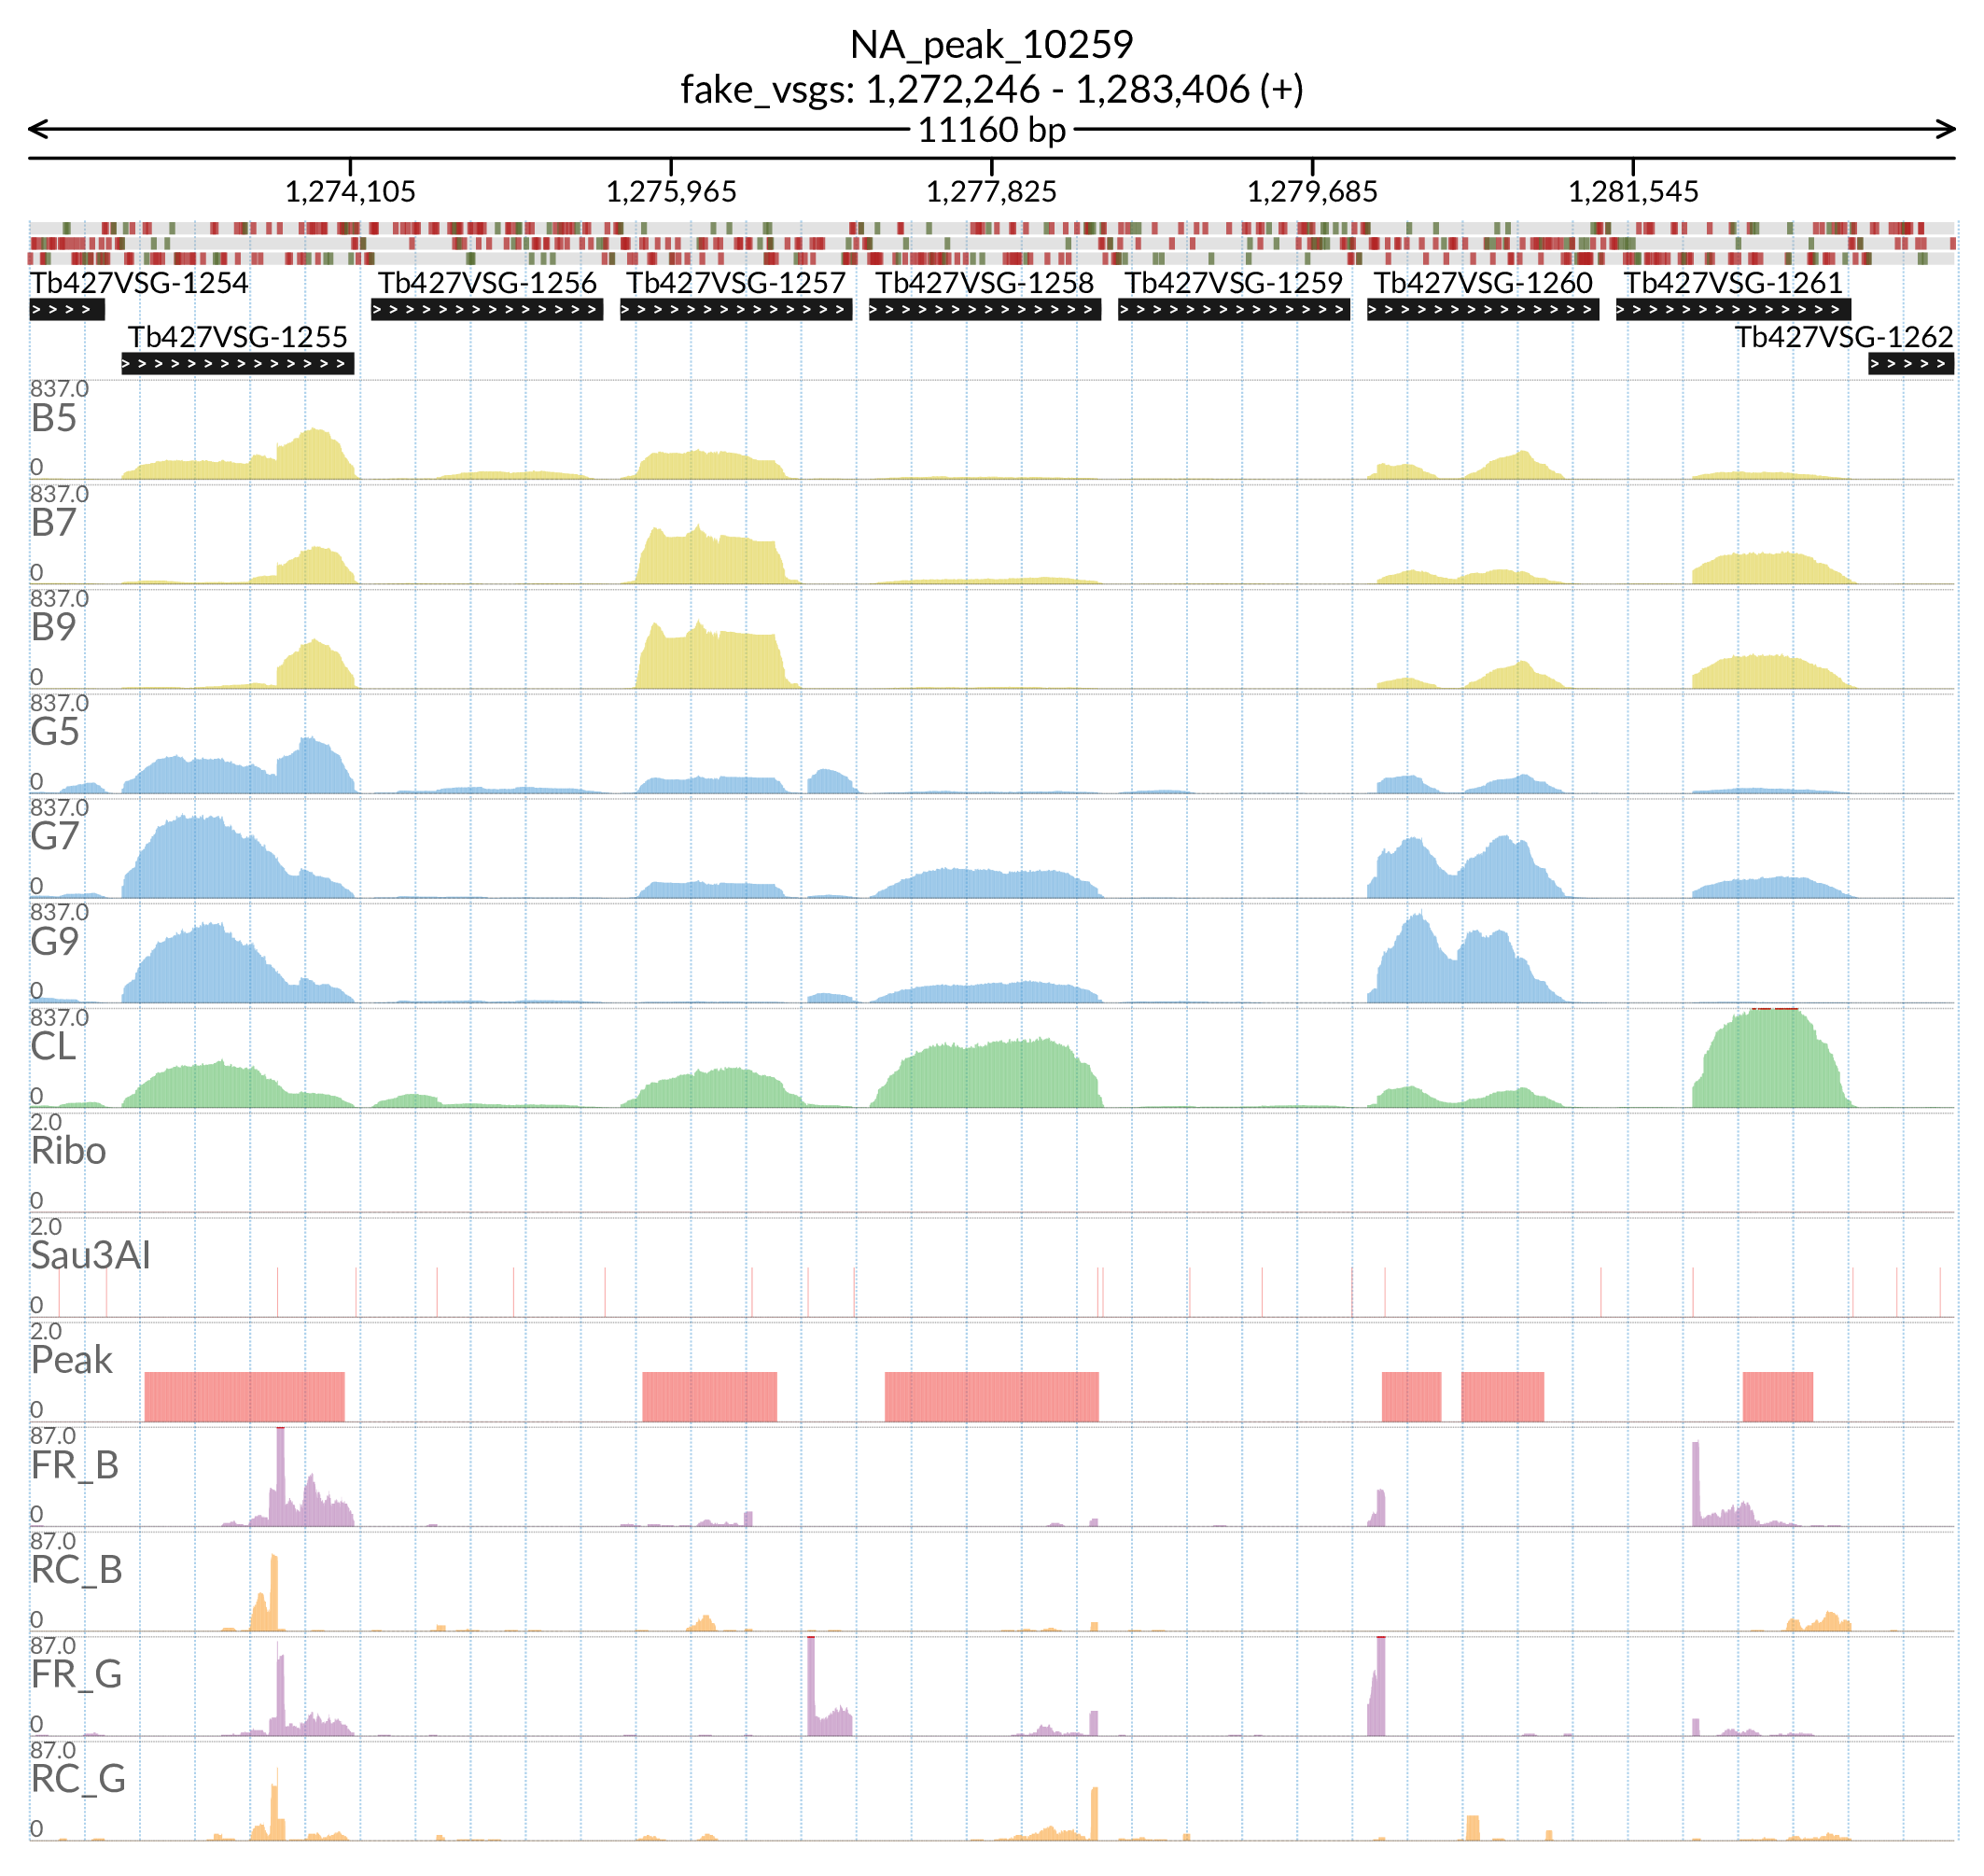 NA_peak_10259
fake_vsgs: 1,272,246 - 1,283,406 (+)
11160 bp
1,274,105 1,275,965 1,277,825 1,279,685 1,281,545
Tb427VSG-1254 Tb427VSG-1256 Tb427VSG-1257 Tb427VSG-1258 Tb427VSG-1259 Tb427VSG-1260 Tb427VSG-1261
Tb427VSG-1255 Tb427VSG-1262
837.0
B5
0
837.0
B7
0
837.0
B9
0
837.0
G5
0
837.0
G7
0
837.0
G9
0
837.0
CL
0
2.0
Ribo
0
2.0
Sau3AI
0
2.0
Peak
0
87.0
FR_B
0
87.0
RC_B
0
87.0
FR_G
0
87.0
RC_G
0